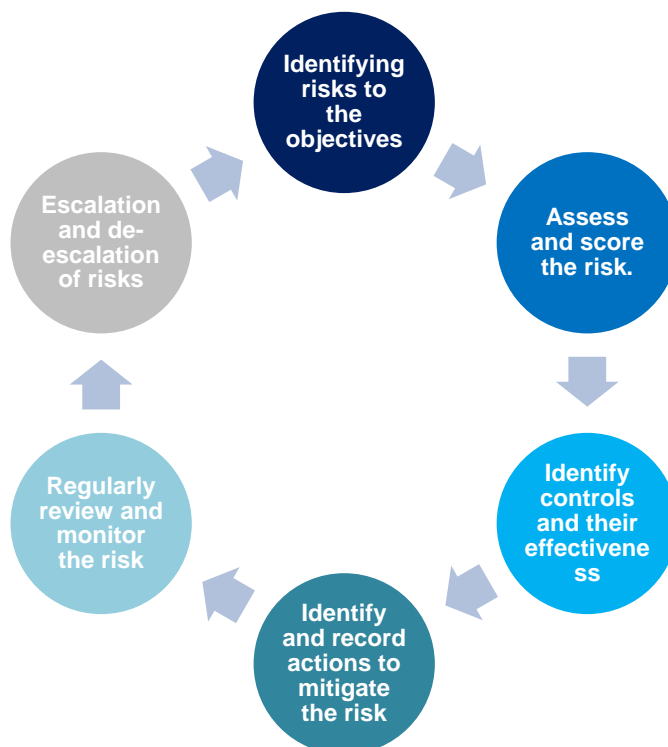 Identifying
risks to
the
objectives
Assess
and score
the risk.
Identify
controls
and their
effectivene
ss
Identify
and record
actions to
mitigate
the risk
Regularly
review and
monitor
the risk
Escalation
and de-
escalation
of risks